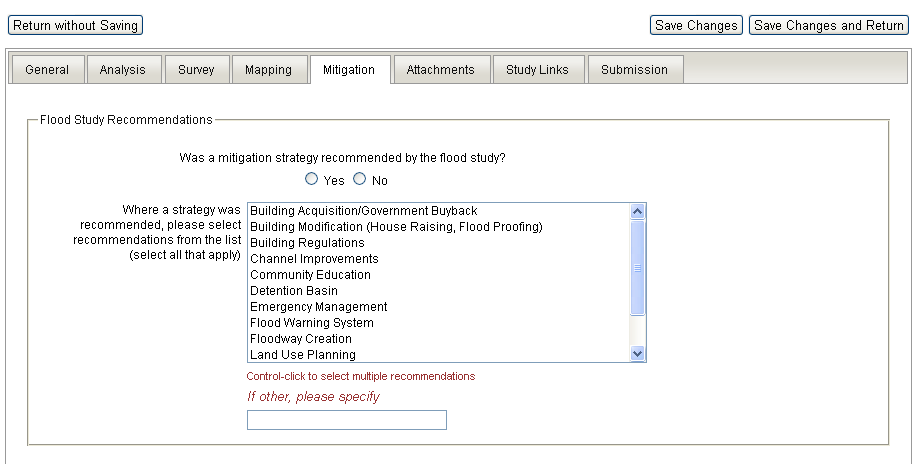 Return without Saving
Save Changes
Save Changes and Return
General
Analysis
Survey
Mapping
Mitigation
Attachments
Study Links
Submission
Flood Study Recommendations
Was a mitigation strategy recommended by the flood study?
Yes
No
Where a strategy was
recommended, please select
recommendations from the list
(select all that apply)
Building Acquisition/Government Buyback
Building Modification (House Raising, Flood Proofing)
Building Regulations
Channel Improvements
Community Education
Detention Basin
Emergency Management
Flood Warning System
Floodway Creation
Land Use Planning
Control-click to select multiple recommendations
If other, please specify